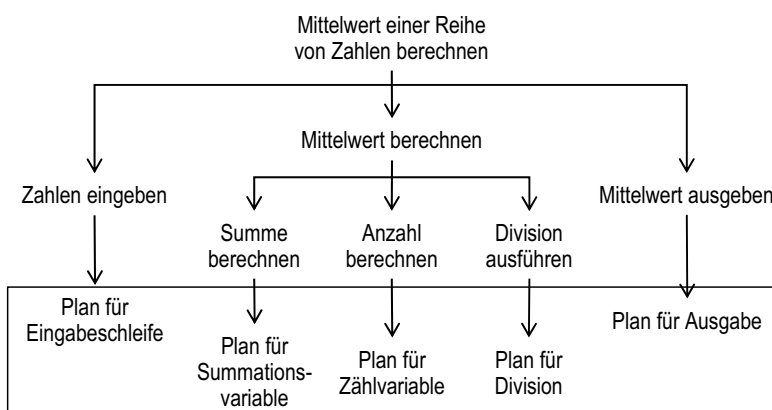 Mittelwert einer Reihe
von Zahlen berechnen
Mittelwert berechnen
Zahlen eingeben
Mittelwert ausgeben
Summe
berechnen
Anzahl
berechnen
Division
ausführen
Plan für
Eingabeschleife
Plan für
Summations-
variable
Plan für
Zählvariable
Plan für
Division
Plan für Ausgabe